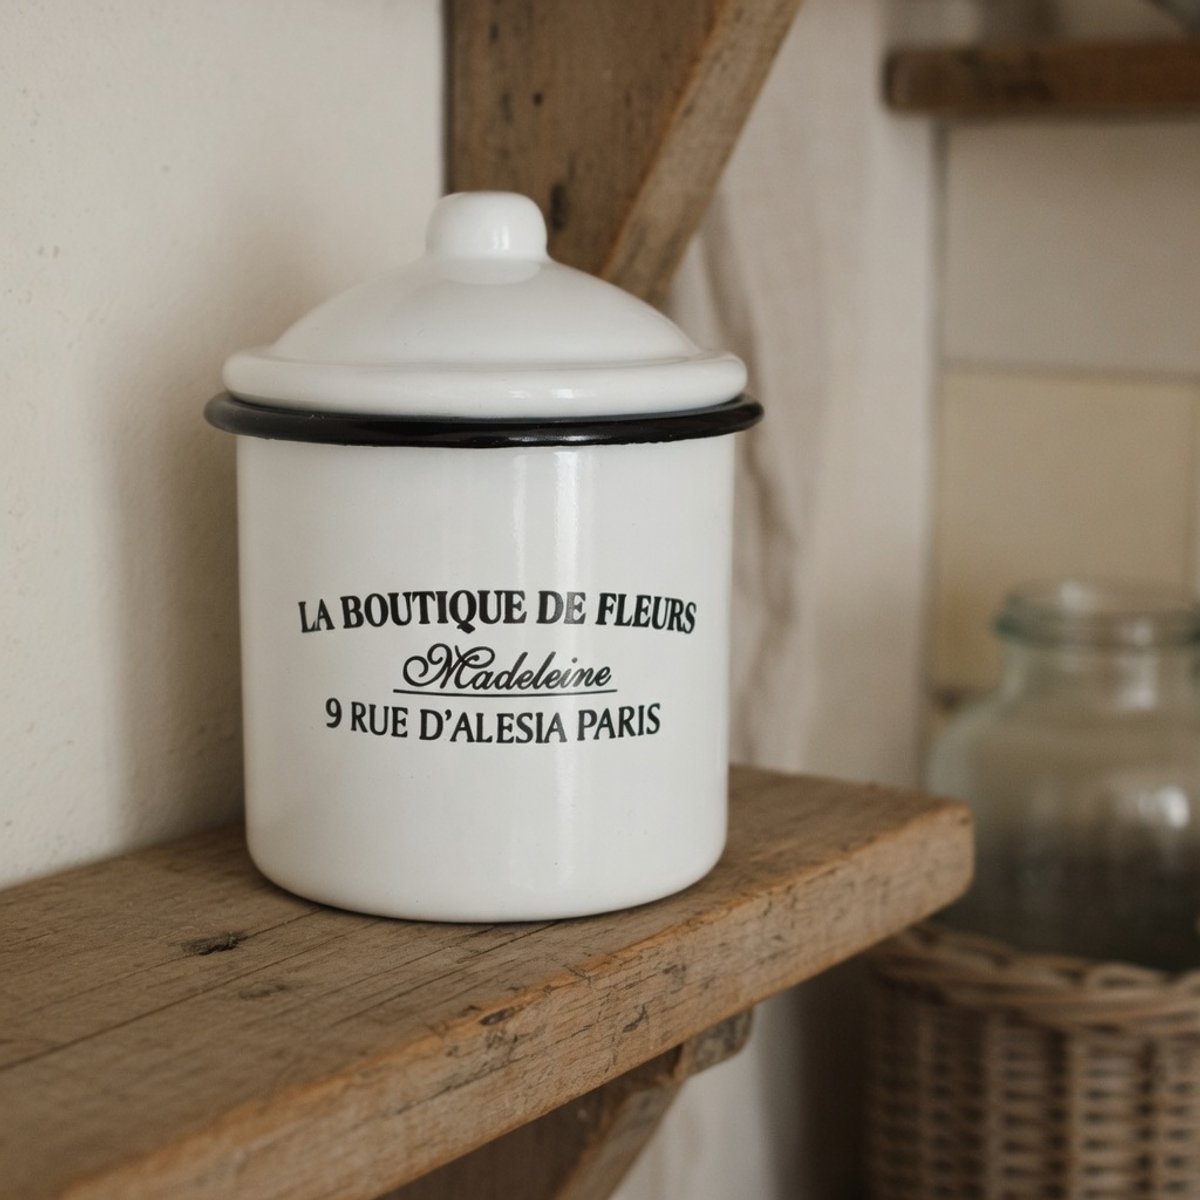 LA BOUTIQUE DE FLEURS
Madeleine
9 RUE D'ALESIA PARIS